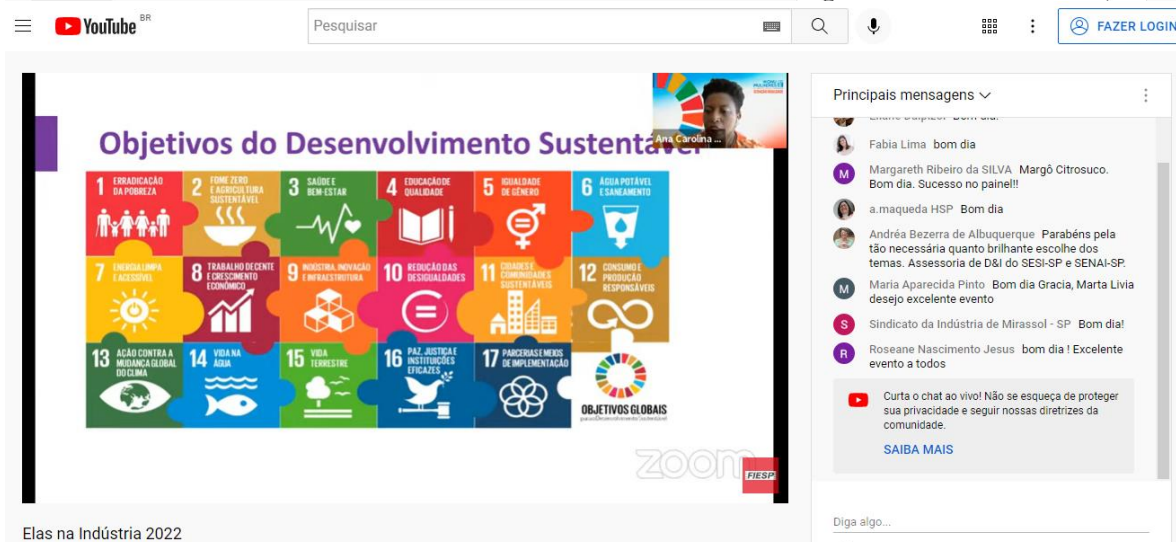 YouTube BR
Pesquisar
FAZER LOGIN
Objetivos do Desenvolvimento Sustentável
Ana Carolina ...
1 ERRADICAÇÃO
DA POBREZA
2 FOME ZERO
E AGRICULTURA
SUSTENTÁVEL
3 SAÚDE E
BEM-ESTAR
4 EDUCAÇÃO DE
QUALIDADE
5 IGUALDADE
DE GÊNERO
6 ÁGUA POTÁVEL
E SANEAMENTO
7 ENERGIA LIMPA
E ACESSÍVEL
8 TRABALHO DECENTE
E CRESCIMENTO
ECONÔMICO
9 INDÚSTRIA, INOVAÇÃO
E INFRAESTRUTURA
10 REDUÇÃO DAS
DESIGUALDADES
11 CIDADES E
COMUNIDADES
SUSTENTÁVEIS
12 CONSUMO E
PRODUÇÃO
RESPONSÁVEIS
13 AÇÃO CONTRA A
MUDANÇA GLOBAL
DO CLIMA
14 VIDA NA
ÁGUA
15 VIDA
TERRESTRE
16 PAZ, JUSTIÇA E
INSTITUIÇÕES
EFICAZES
17 PARCERIAS E MEIOS
DE IMPLEMENTAÇÃO
OBJETIVOS GLOBAIS
para o Desenvolvimento Sustentável
zoom
FIESP
Elas na Indústria 2022
Principais mensagens
Fabia Lima bom dia
M
Margareth Ribeiro da SILVA Margô Citrosuco.
Bom dia. Sucesso no painel!!
a.maqueda HSP Bom dia
Andréa Bezerra de Albuquerque Parabéns pela
tão necessária quanto brilhante escolhe dos
temas. Assessoria de D&I do SESI-SP e SENAI-SP.
M
Maria Aparecida Pinto Bom dia Gracia, Marta Livia
desejo excelente evento
S
Sindicato da Indústria de Mirassol - SP Bom dia!
R
Roseane Nascimento Jesus bom dia ! Excelente
evento a todos
Curta o chat ao vivo! Não se esqueça de proteger
sua privacidade e seguir nossas diretrizes da
comunidade.
SAIBA MAIS
Diga algo...